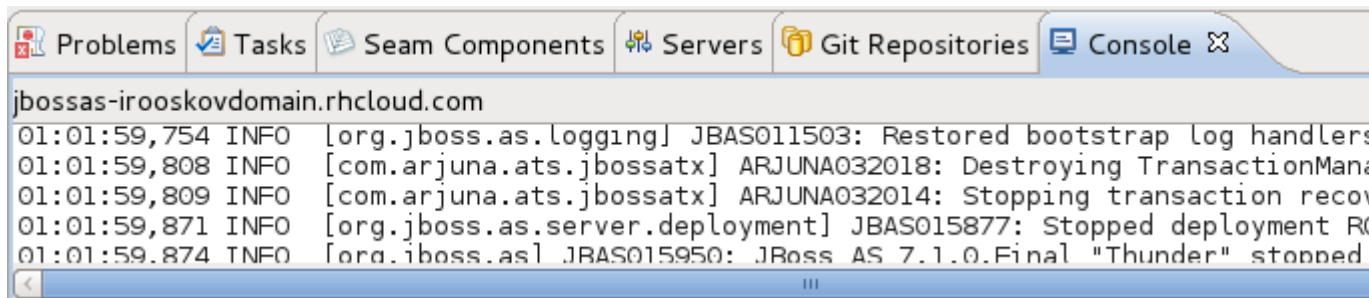 Problems Tasks Seam Components Servers Git Repositories Console
jbossas-irooskovdomain.rhcloud.com
01:01:59,754 INFO [org.jboss.as.logging] JBAS011503: Restored bootstrap log handlers
01:01:59,808 INFO [com.arjuna.ats.jbossatx] ARJUNA032018: Destroying TransactionMana
01:01:59,809 INFO [com.arjuna.ats.jbossatx] ARJUNA032014: Stopping transaction recov
01:01:59,871 INFO [org.jboss.as.server.deployment] JBAS015877: Stopped deployment RO
01:01:59,874 INFO [org.jboss.as] JBAS015950: JBoss AS 7.1.0.Final "Thunder" stopped